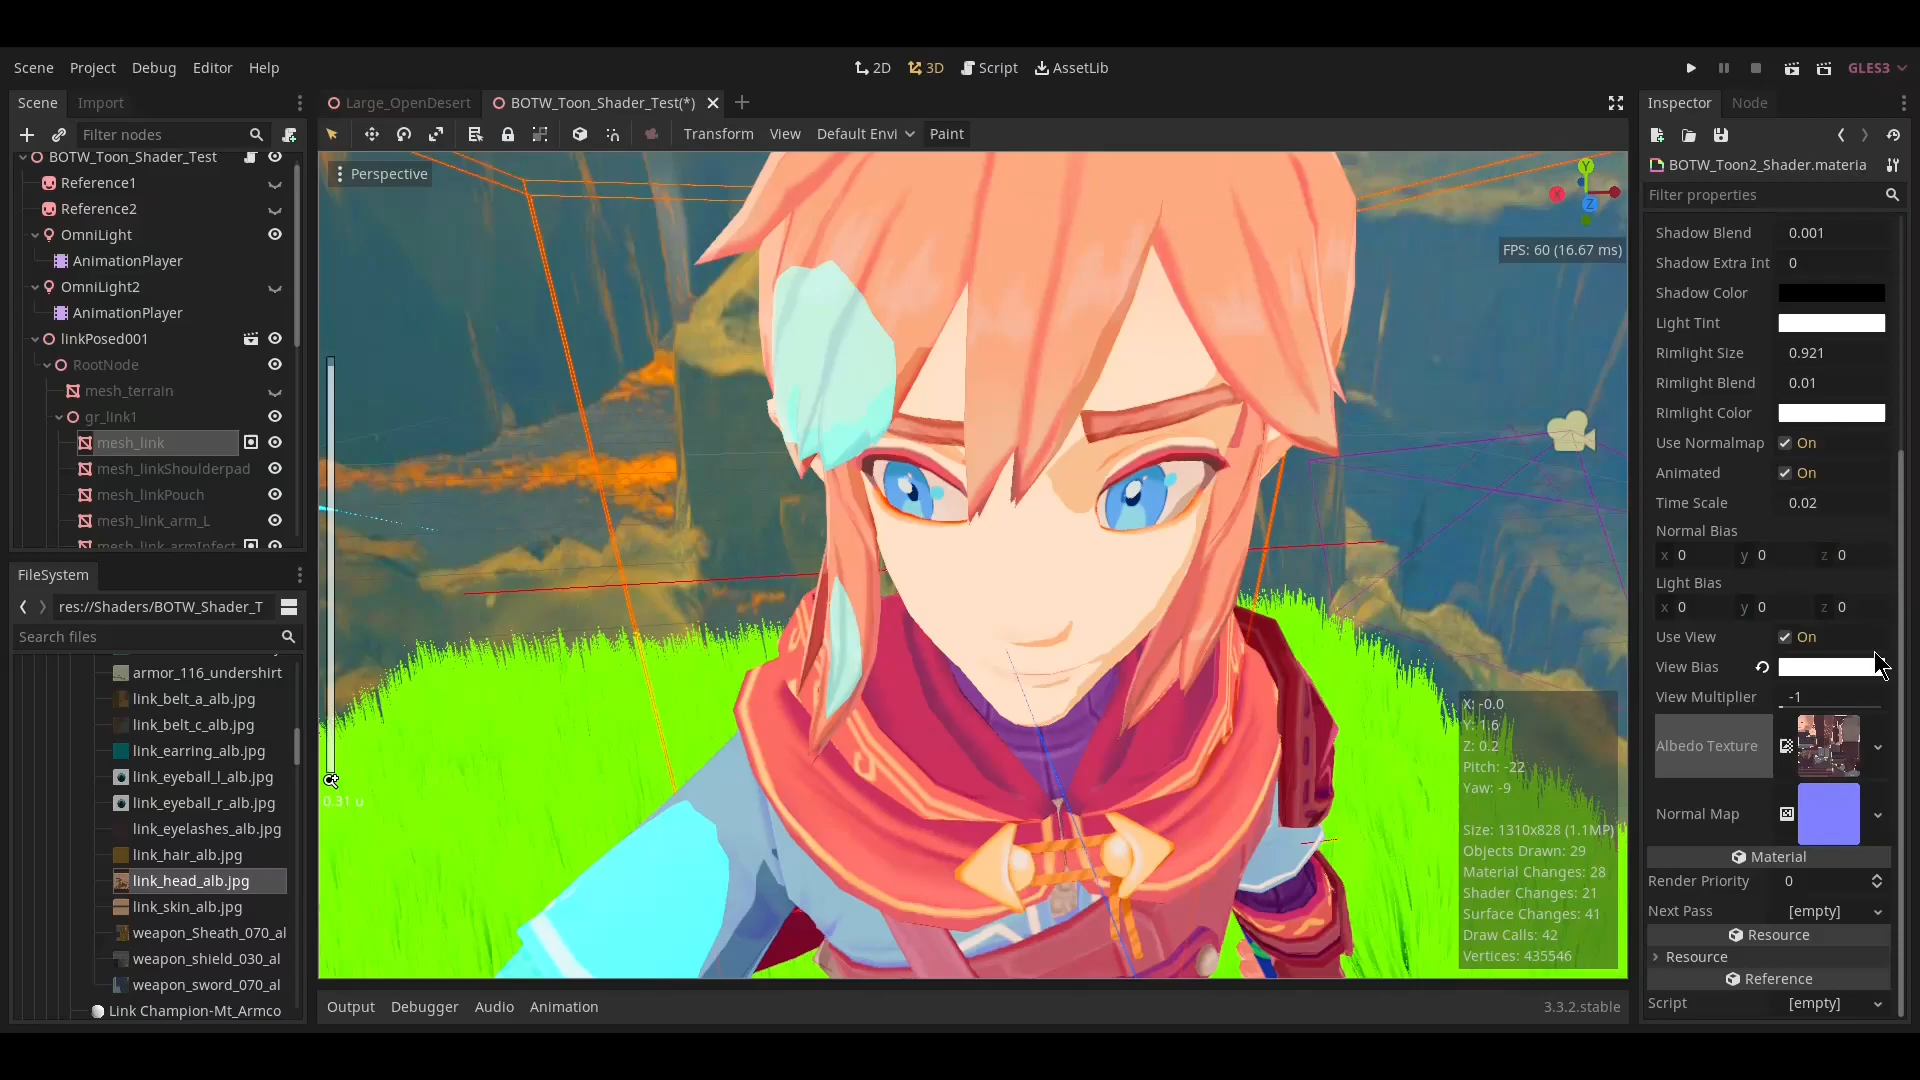 Scene Project Debug Editor Help
2D 3D Script AssetLib
GLES3
Scene Import
Large_OpenDesert BOTW_Toon_Shader_Test(*)
Inspector Node
Filter nodes
Transform View Default Envi Paint
BOTW_Toon_Shader_Test
Reference1
Reference2
OmniLight
AnimationPlayer
OmniLight2
AnimationPlayer
linkPosed001
RootNode
mesh_terrain
gr_link1
mesh_link
mesh_linkShoulderpad
mesh_linkPouch
mesh_link_arm_L
mesh_link_armInfect
FileSystem
res://Shaders/BOTW_Shader_T
Search files
armor_116_undershirt
link_belt_a_alb.jpg
link_belt_c_alb.jpg
link_earring_alb.jpg
link_eyeball_l_alb.jpg
link_eyeball_r_alb.jpg
link_eyelashes_alb.jpg
link_hair_alb.jpg
link_head_alb.jpg
link_skin_alb.jpg
weapon_Sheath_070_al
weapon_shield_030_al
weapon_sword_070_al
Link Champion-Mt_Armco
Perspective
Y
X
Z
FPS: 60 (16.67 ms)
0.31 u
X: -0.0
Y: 1.6
Z: 0.2
Pitch: -22
Yaw: -9
Size: 1310x828 (1.1MP)
Objects Drawn: 29
Material Changes: 28
Shader Changes: 21
Surface Changes: 41
Draw Calls: 42
Vertices: 435546
Output Debugger Audio Animation
3.3.2.stable
BOTW_Toon2_Shader.materia
Filter properties
Shadow Blend 0.001
Shadow Extra Int 0
Shadow Color
Light Tint
Rimlight Size 0.921
Rimlight Blend 0.01
Rimlight Color
Use Normalmap On
Animated On
Time Scale 0.02
Normal Bias
x 0 y 0 z 0
Light Bias
x 0 y 0 z 0
Use View On
View Bias
View Multiplier -1
Albedo Texture
Normal Map
Material
Render Priority 0
Next Pass [empty]
Resource
Resource
Reference
Script [empty]